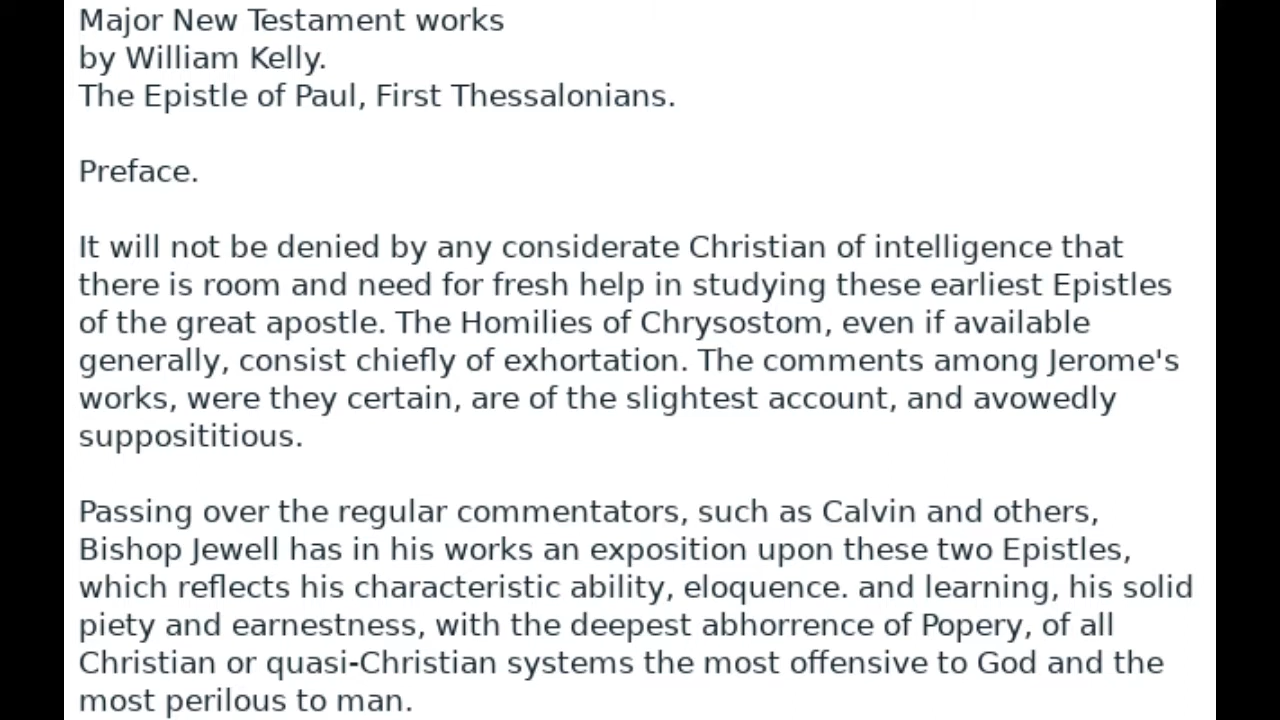 Major New Testament works
by William Kelly.
The Epistle of Paul, First Thessalonians.
Preface.
It will not be denied by any considerate Christian of intelligence that
there is room and need for fresh help in studying these earliest Epistles
of the great apostle. The Homilies of Chrysostom, even if available
generally, consist chiefly of exhortation. The comments among Jerome's
works, were they certain, are of the slightest account, and avowedly
supposititious.
Passing over the regular commentators, such as Calvin and others,
Bishop Jewell has in his works an exposition upon these two Epistles,
which reflects his characteristic ability, eloquence. and learning, his solid
piety and earnestness, with the deepest abhorrence of Popery, of all
Christian or quasi-Christian systems the most offensive to God and the
most perilous to man.